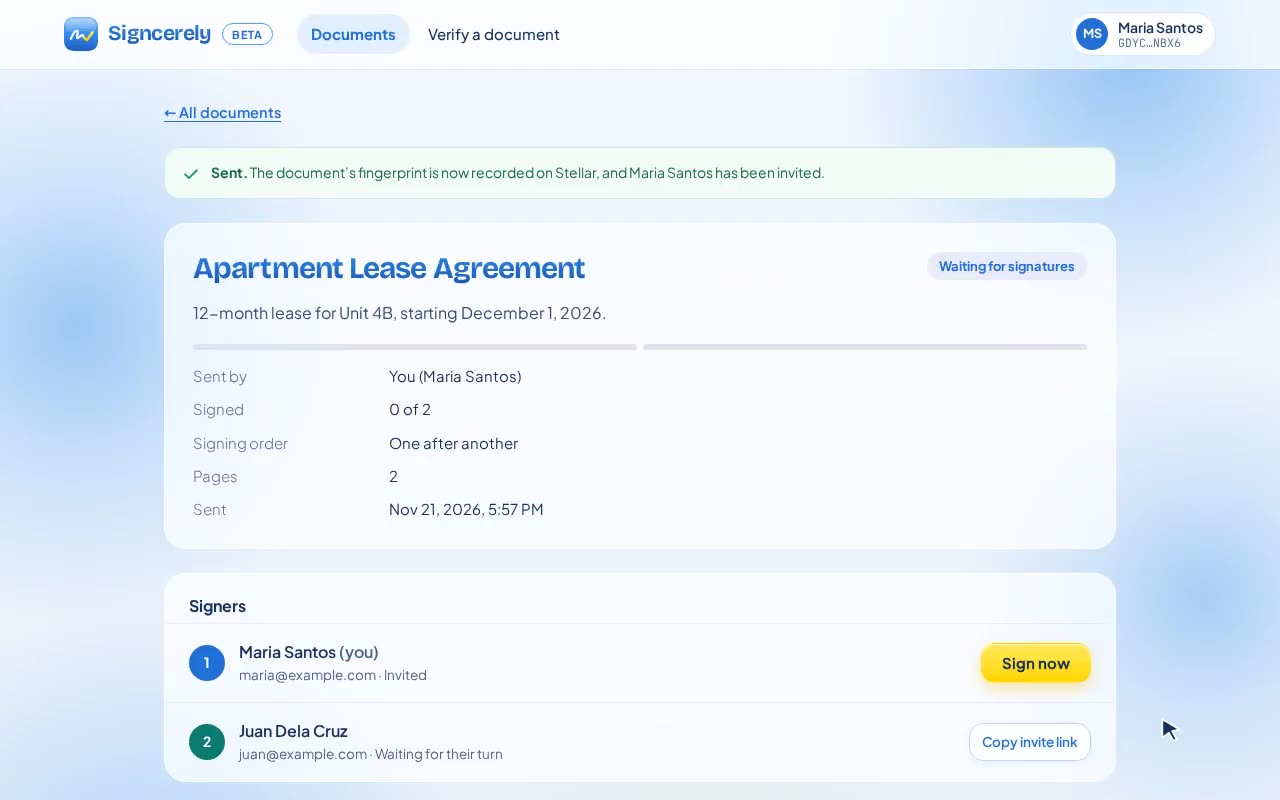 Signcerely BETA Documents Verify a document MS Maria Santos
GDYC…NBX6
← All documents
Sent. The document's fingerprint is now recorded on Stellar, and Maria Santos has been invited.
Apartment Lease Agreement Waiting for signatures
12-month lease for Unit 4B, starting December 1, 2026.
Sent by You (Maria Santos)
Signed 0 of 2
Signing order One after another
Pages 2
Sent Nov 21, 2026, 5:57 PM
Signers
1 Maria Santos (you) Sign now
maria@example.com · Invited
2 Juan Dela Cruz Copy invite link
juan@example.com · Waiting for their turn